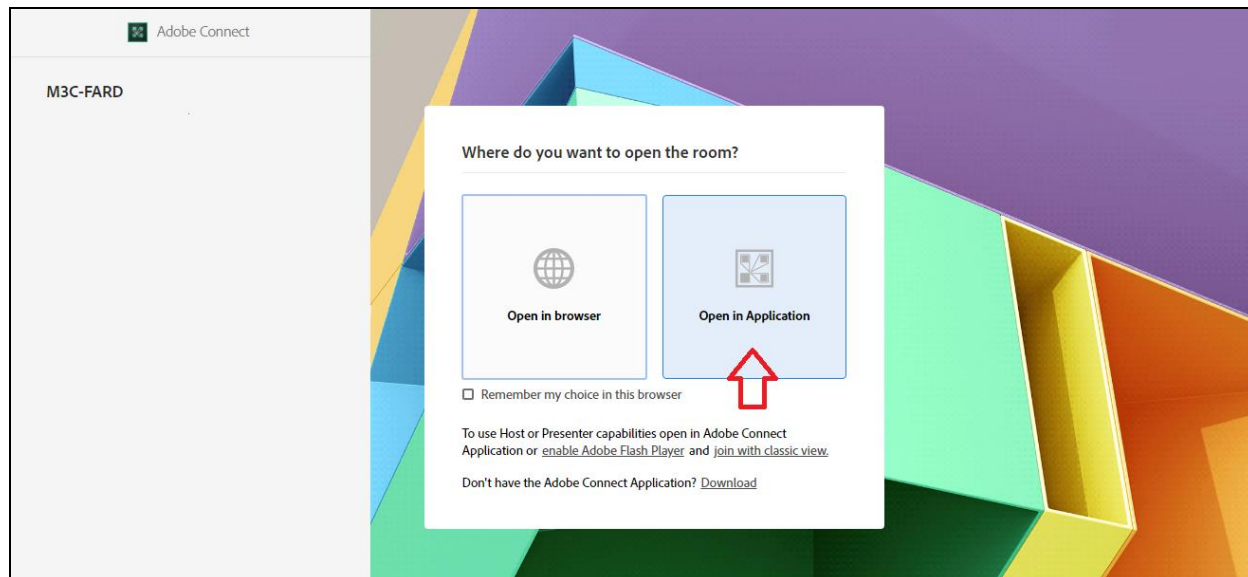 Adobe Connect
M3C-FARD
Where do you want to open the room?
Open in browser
Open in Application
Remember my choice in this browser
To use Host or Presenter capabilities open in Adobe Connect
Application or enable Adobe Flash Player and join with classic view.
Don't have the Adobe Connect Application? Download